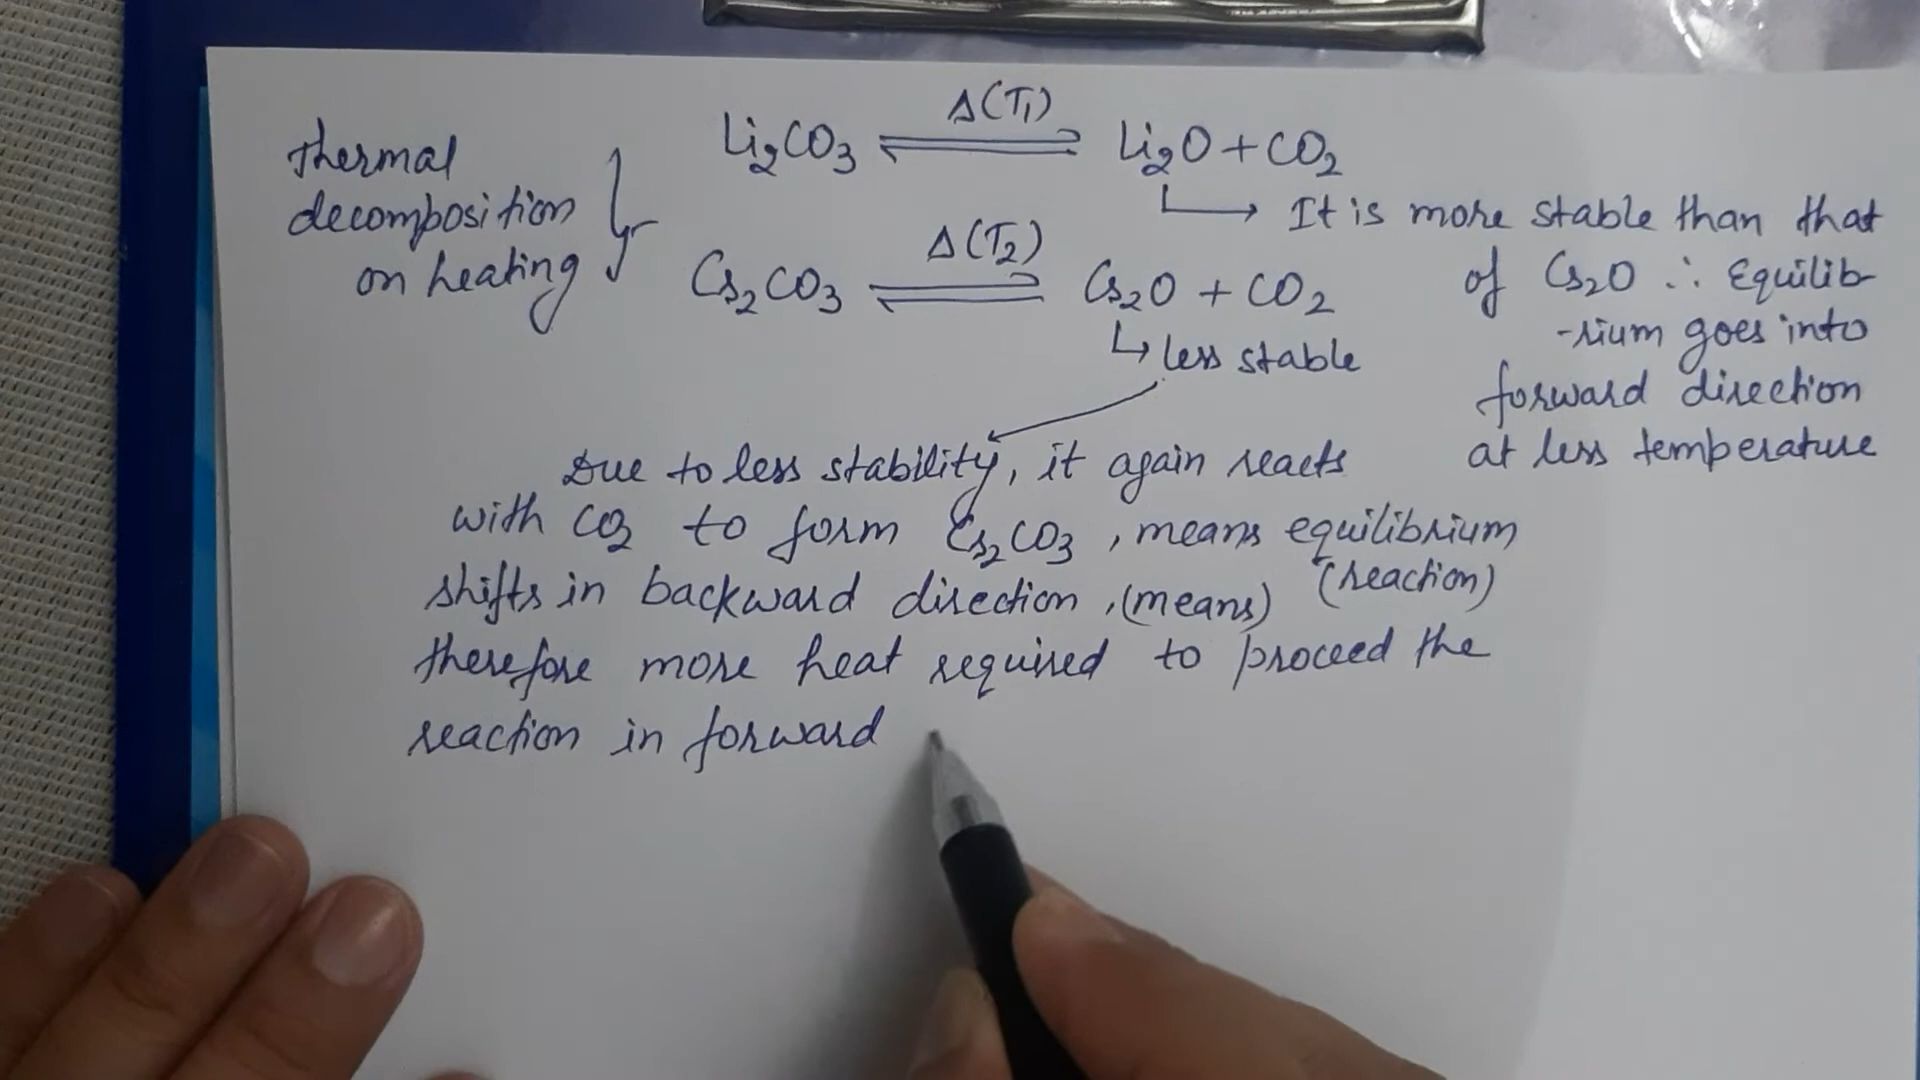 thermal
decomposition
on heating
Li₂CO₃ ⇌ Li₂O + CO₂
Δ(T₁)
↳ It is more stable than that
of Cs₂O ∴ Equilib
-rium goes into
forward direction
at less temperature
Cs₂CO₃ ⇌ Cs₂O + CO₂
Δ(T₂)
↳ less stable
Due to less stability, it again reacts
with CO₂ to form Cs₂CO₃, means equilibrium
(reaction)
shifts in backward direction, (means)
therefore more heat required to proceed the
reaction in forward